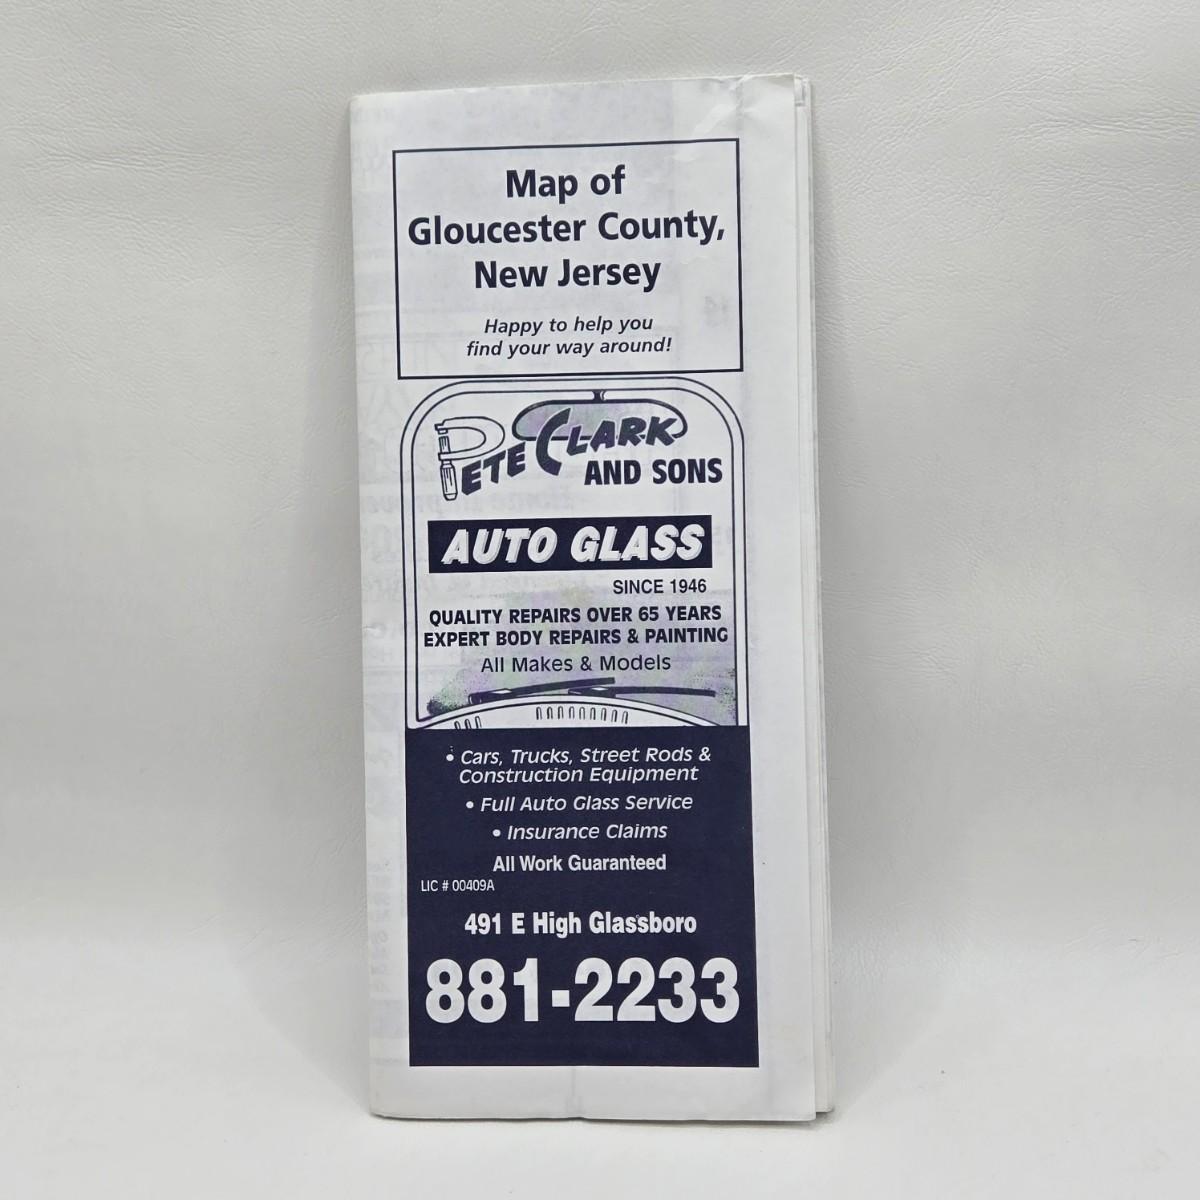 Map of
Gloucester County,
New Jersey
Happy to help you
find your way around!
PETE CLARK
AND SONS
AUTO GLASS
SINCE 1946
QUALITY REPAIRS OVER 65 YEARS
EXPERT BODY REPAIRS & PAINTING
All Makes & Models
• Cars, Trucks, Street Rods &
Construction Equipment
• Full Auto Glass Service
• Insurance Claims
All Work Guaranteed
LIC # 00409A
491 E High Glassboro
881-2233